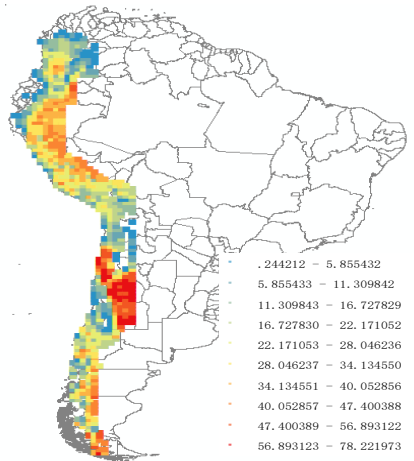 .244212 – 5.855432
5.855433 – 11.309842
11.309843 – 16.727829
16.727830 – 22.171052
22.171053 – 28.046236
28.046237 – 34.134550
34.134551 – 40.052856
40.052857 – 47.400388
47.400389 – 56.893122
56.893123 – 78.221973